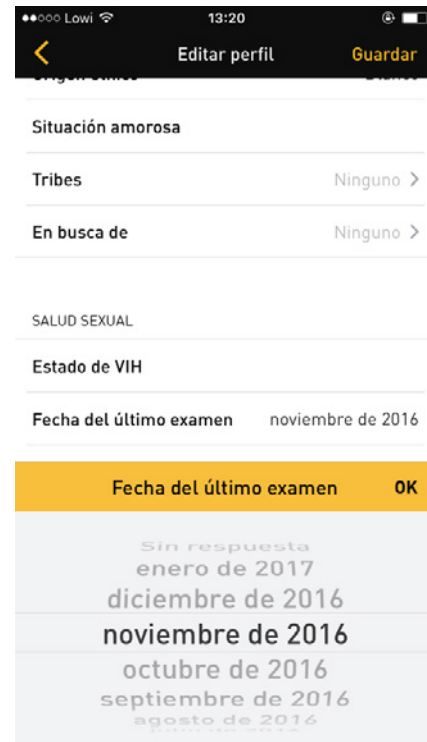 Lowi 13:20
Editar perfil Guardar
Situación amorosa
Tribes Ninguno
En busca de Ninguno
SALUD SEXUAL
Estado de VIH
Fecha del último examen noviembre de 2016
Fecha del último examen OK
Sin respuesta
enero de 2017
diciembre de 2016
noviembre de 2016
octubre de 2016
septiembre de 2016
agosto de 2016